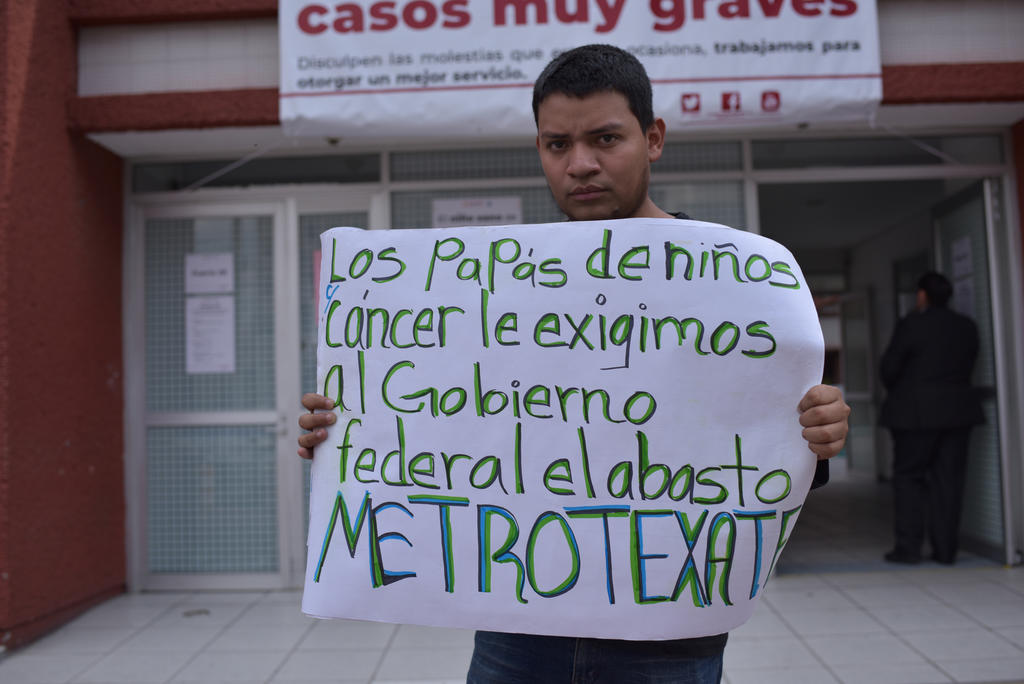 casos muy graves
Disculpen las molestias que ocasiona, trabajamos para
otorgar un mejor servicio.
Los Papás de niños
y cáncer le exigimos
al Gobierno
federal el abasto
METROTEXATE